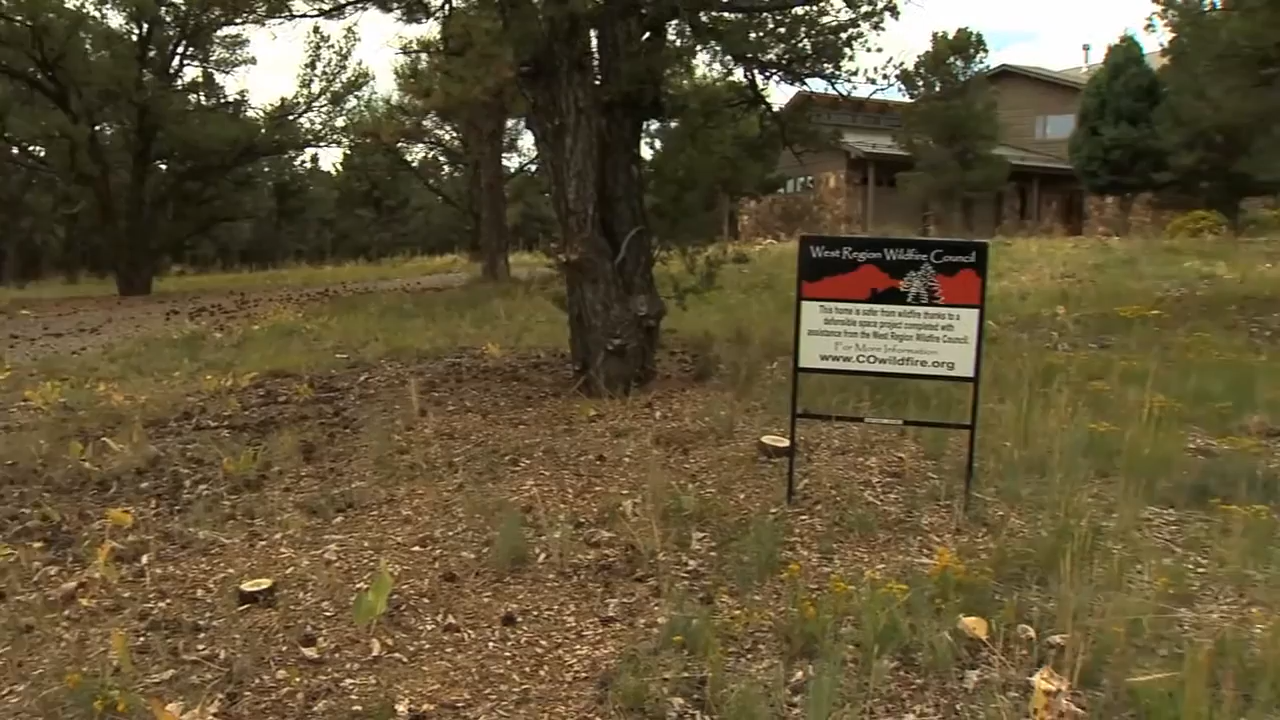 West Region Wildfire Council
This home is safer from wildfire thanks to a
defensible space project completed with
assistance from the West Region Wildfire Council.
For More Information
www.COwildfire.org